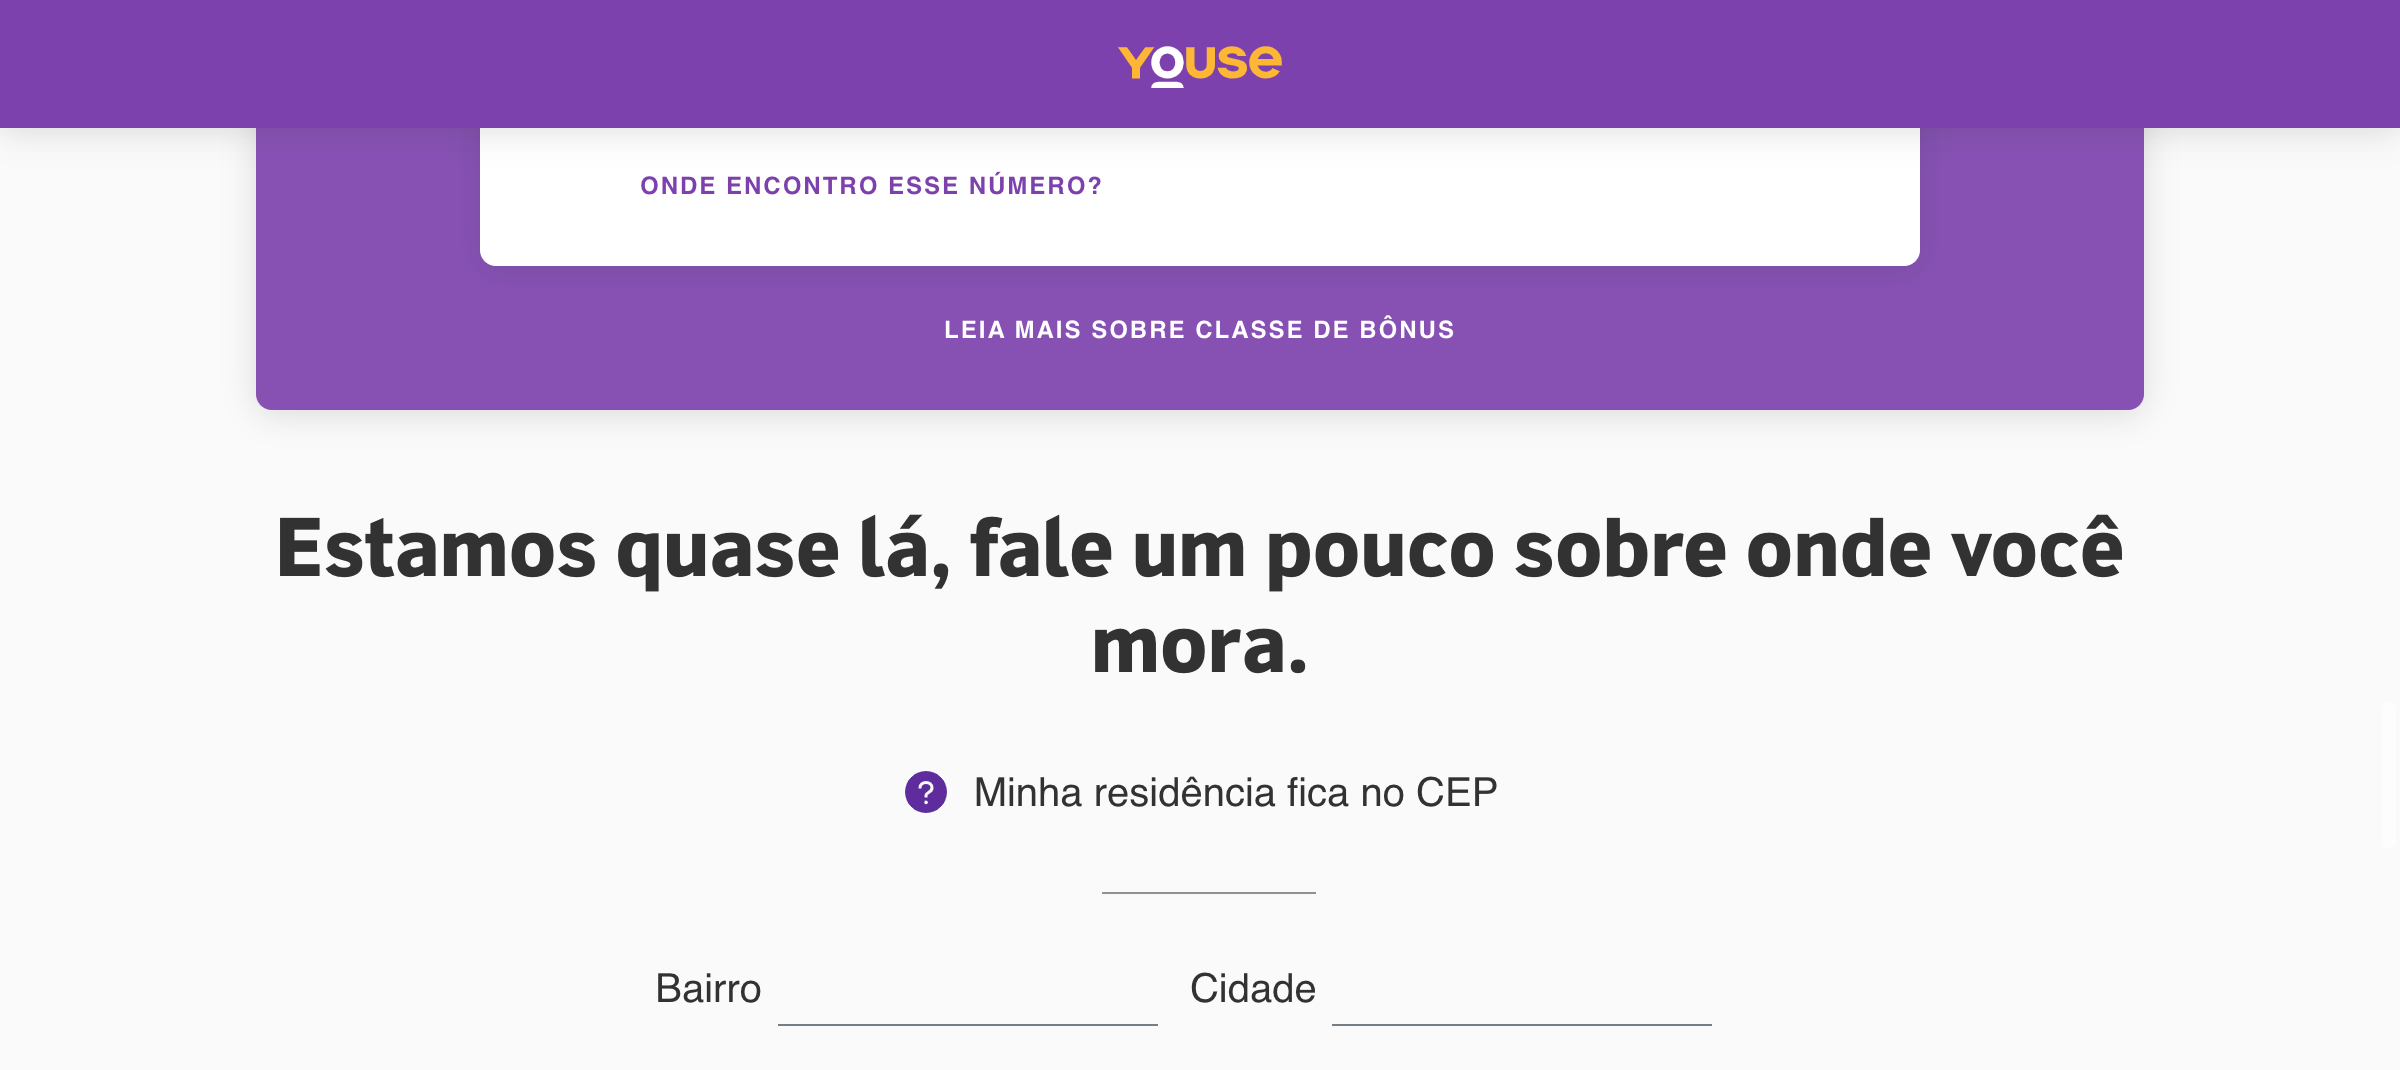 Youse
ONDE ENCONTRO ESSE NÚMERO?
LEIA MAIS SOBRE CLASSE DE BÔNUS
Estamos quase lá, fale um pouco sobre onde você
mora.
? Minha residência fica no CEP
Bairro Cidade